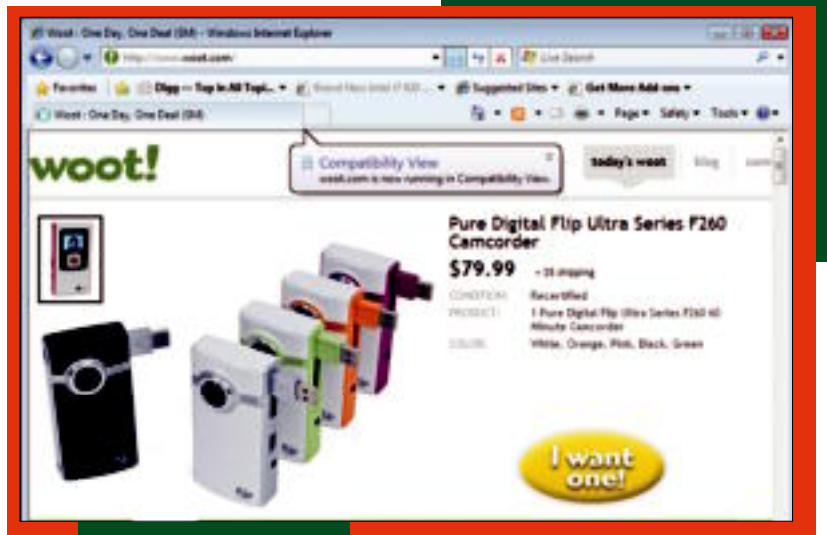 Woot : One Day, One Deal (SM) - Windows Internet Explorer
woot.com/
Live Search
Favorites Digg -- Top in All Topi... Suggested Sites Get More Add-ons
Woot : One Day, One Deal (SM) Page Safety Tools
woot!
Compatibility View
woot.com is now running in Compatibility View.
today's woot blog
Pure Digital Flip Ultra Series F260
Camcorder
$79.99 + $5 shipping
CONDITION: Recertified
PRODUCT: 1 Pure Digital Flip Ultra Series F260 60
Minute Camcorder
COLOR: White, Orange, Pink, Black, Green
I want
one!